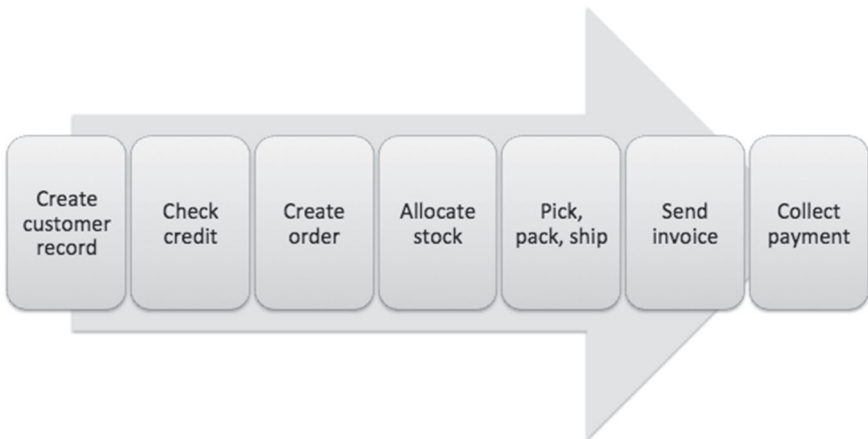 Create
customer
record
Check
credit
Create
order
Allocate
stock
Pick,
pack, ship
Send
invoice
Collect
payment